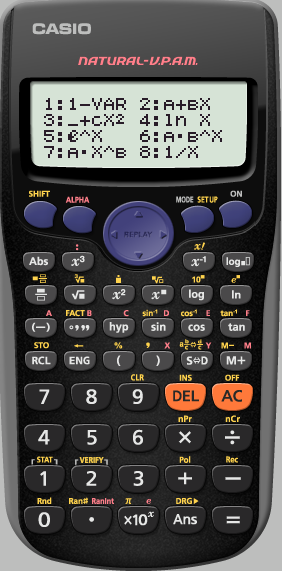 CASIO
NATURAL-V.P.A.M.
1:1-VAR 2:A+BX
3:_+cX² 4:ln X
5:e^X 6:A·B^X
7:A·X^B 8:1/X
SHIFT ALPHA MODE SETUP ON
REPLAY
: x!
Abs x³ x⁻¹ log▪▯
³√▪ ▪√▯ 10▪ e▪
√▪ x² x▪ log ln
A FACT B C sin⁻¹ D cos⁻¹ E tan⁻¹ F
(−) °,,, hyp sin cos tan
STO ← % , X Y M− M
RCL ENG ( ) S⇔D M+
CLR INS OFF
7 8 9 DEL AC
nPr nCr
4 5 6 × ÷
STAT VERIFY Pol Rec
1 2 3 + −
Rnd Ran# RanInt π e DRG▶
0 · ×10ˣ Ans =